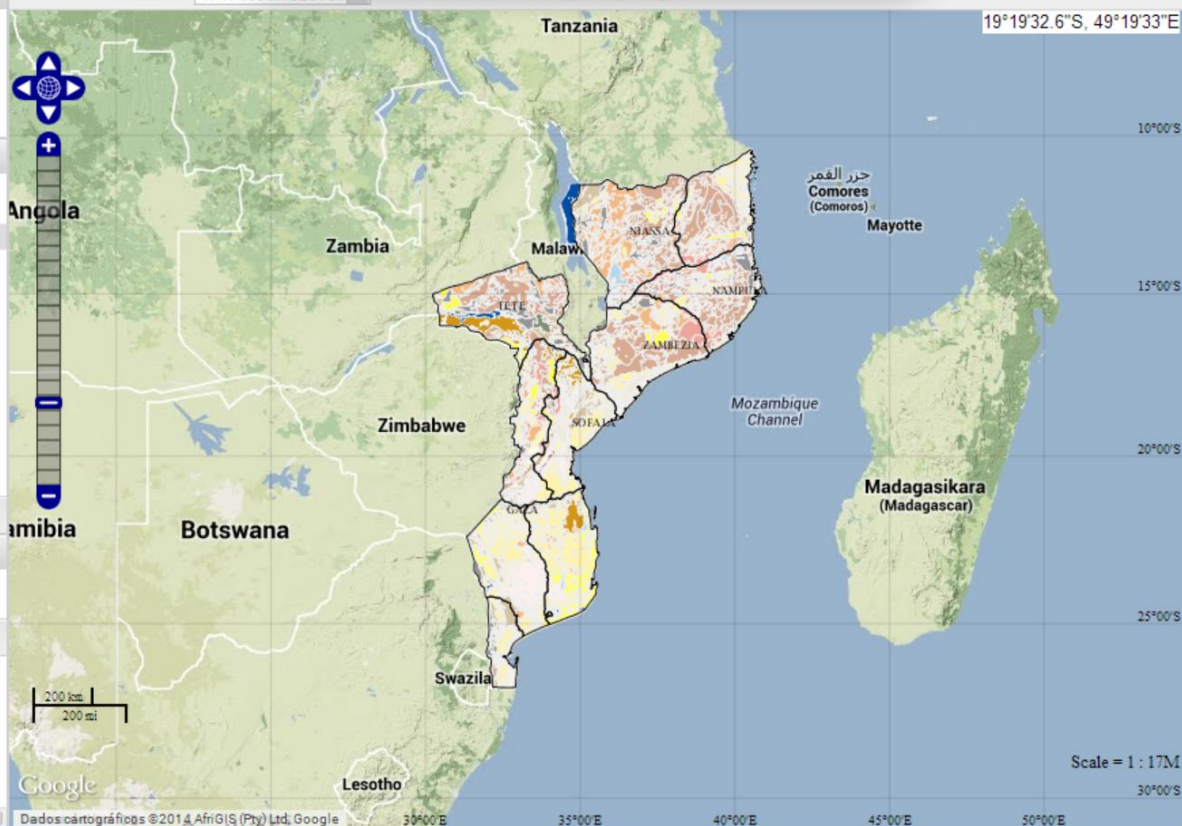 Tanzania
19°19'32.6"S, 49°19'33"E
10°00'S
جزر القمر
Comores
(Comoros)
Mayotte
Angola
Zambia
Malaw
NIASSA
15°00'S
NAMPU
TETE
ZAMBEZIA
Mozambique
Channel
Zimbabwe
SOFALA
20°00'S
Madagasikara
(Madagascar)
GAZA
amibia
Botswana
25°00'S
Swazila
200 km
200 mi
Scale = 1 : 17M
Google
Lesotho
30°00'S
Dados cartográficos ©2014 AfriGIS (Pty) Ltd, Google
30°00'E
35°00'E
40°00'E
45°00'E
50°00'E